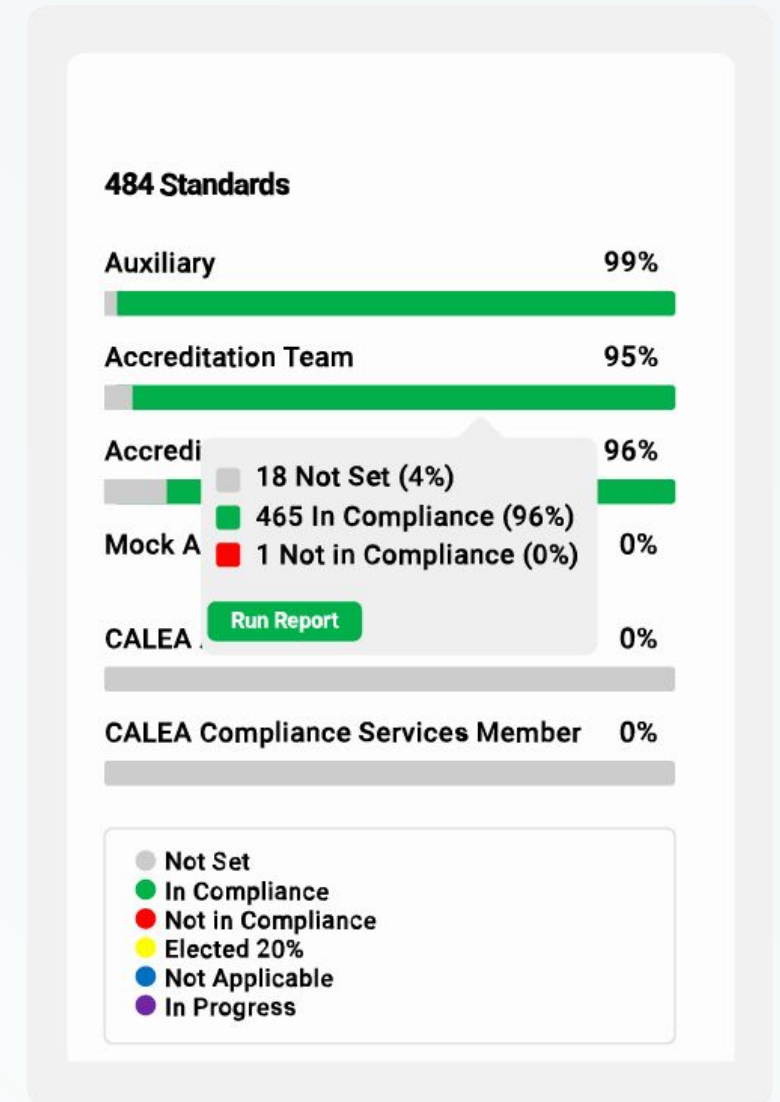 484 Standards
Auxiliary 99%
Accreditation Team 95%
Accredi 96%
18 Not Set (4%)
465 In Compliance (96%)
1 Not in Compliance (0%)
Mock A 0%
Run Report
CALEA 0%
CALEA Compliance Services Member 0%
Not Set
In Compliance
Not in Compliance
Elected 20%
Not Applicable
In Progress